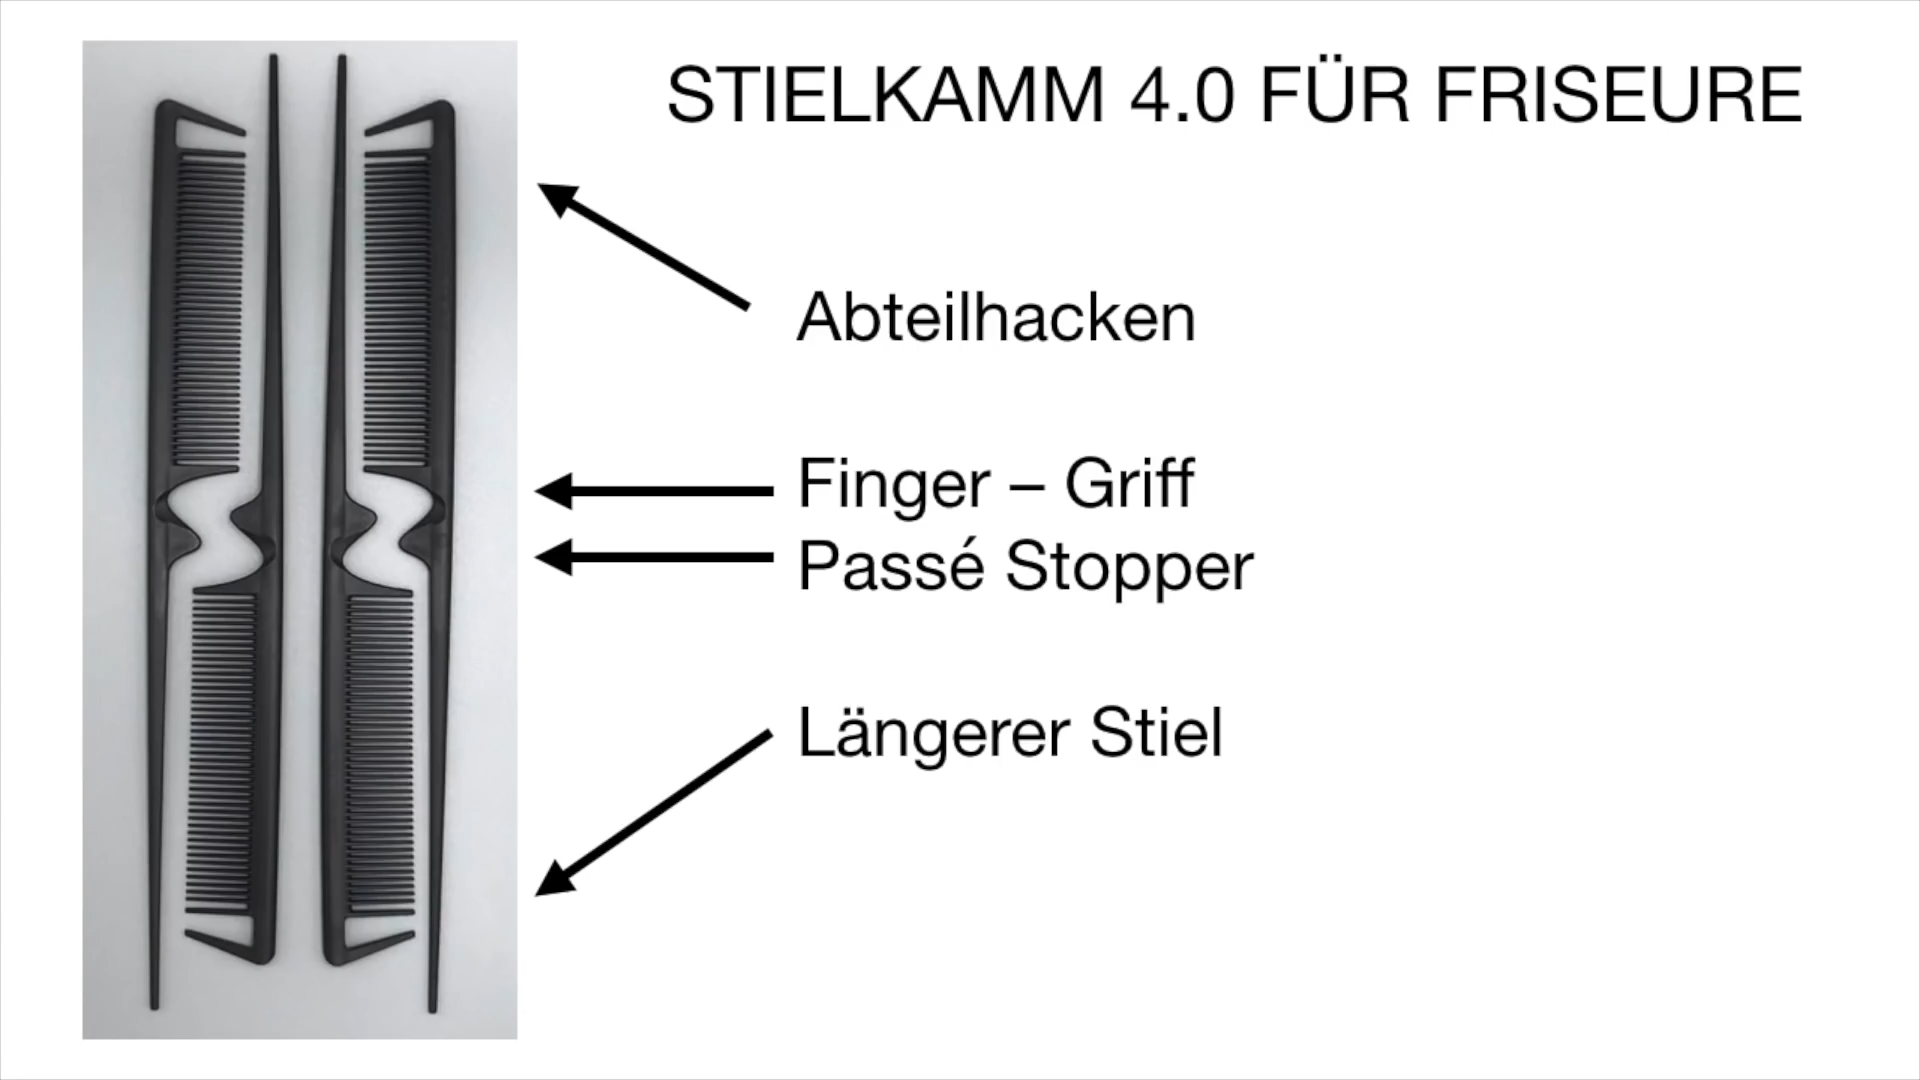 STIELKAMM 4.0 FÜR FRISEURE
Abteilhacken
Finger – Griff
Passé Stopper
Längerer Stiel